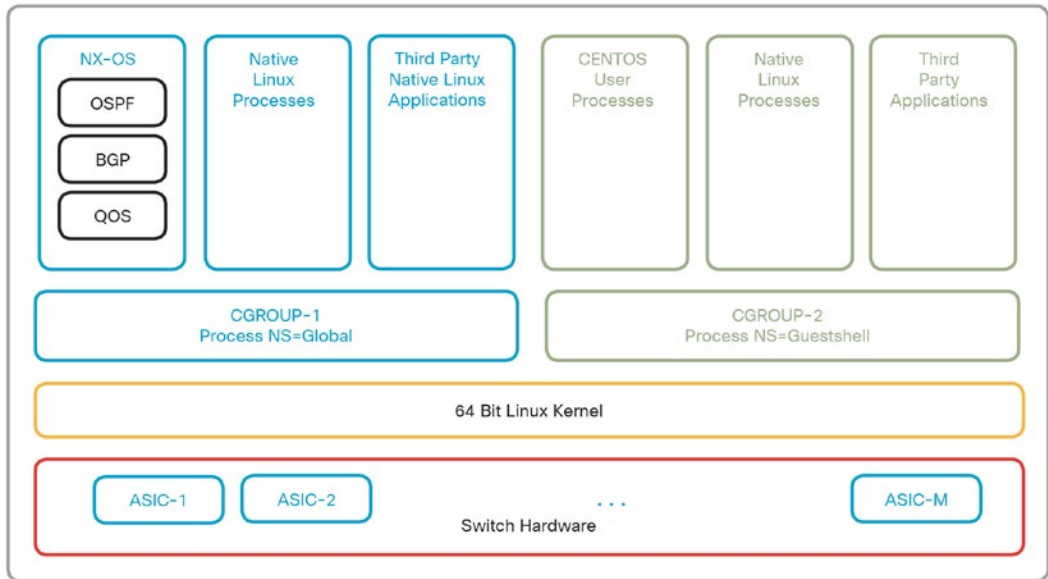 NX-OS
OSPF
BGP
QOS
Native
Linux
Processes
Third Party
Native Linux
Applications
CENTOS
User
Processes
Native
Linux
Processes
Third
Party
Applications
CGROUP-1
Process NS=Global
CGROUP-2
Process NS=Guestshell
64 Bit Linux Kernel
ASIC-1
ASIC-2
...
ASIC-M
Switch Hardware